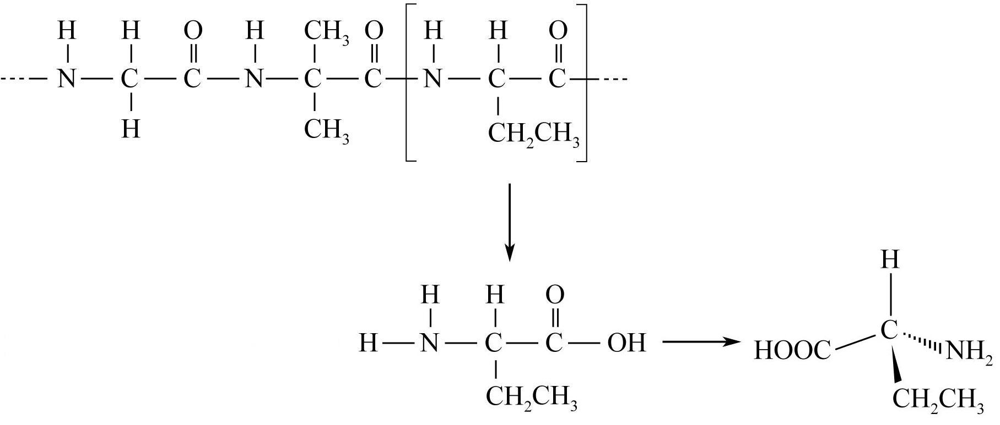 H H O H CH₃ O H H O
N C C N C C N C C
H CH₃ CH₂CH₃
H H O
H N C C OH
CH₂CH₃
H
HOOC C NH₂
CH₂CH₃